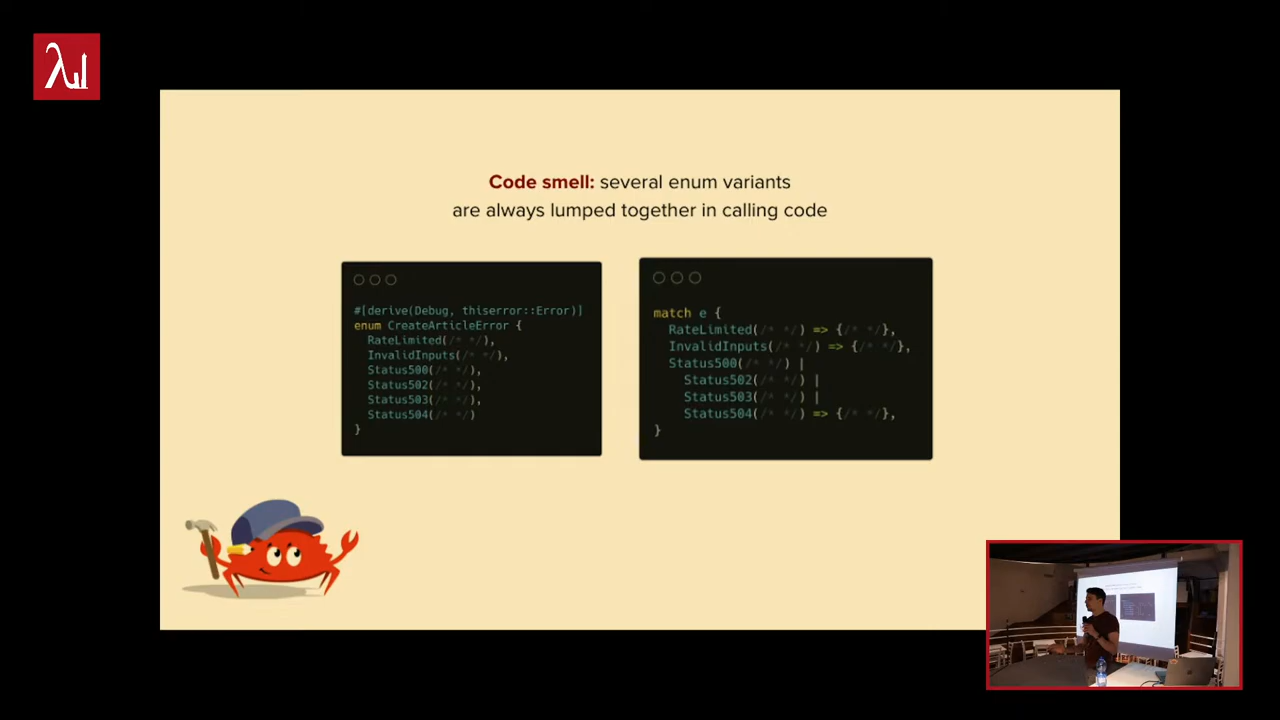 λ
Code smell: several enum variants
are always lumped together in calling code
#[derive(Debug, thiserror::Error)]
enum CreateArticleError {
RateLimited(/* */),
InvalidInputs(/* */),
Status500(/* */),
Status502(/* */),
Status503(/* */),
Status504(/* */)
}
match e {
RateLimited(/* */) => {/* */},
InvalidInputs(/* */) => {/* */},
Status500(/* */) |
Status502(/* */) |
Status503(/* */) |
Status504(/* */) => {/* */},
}